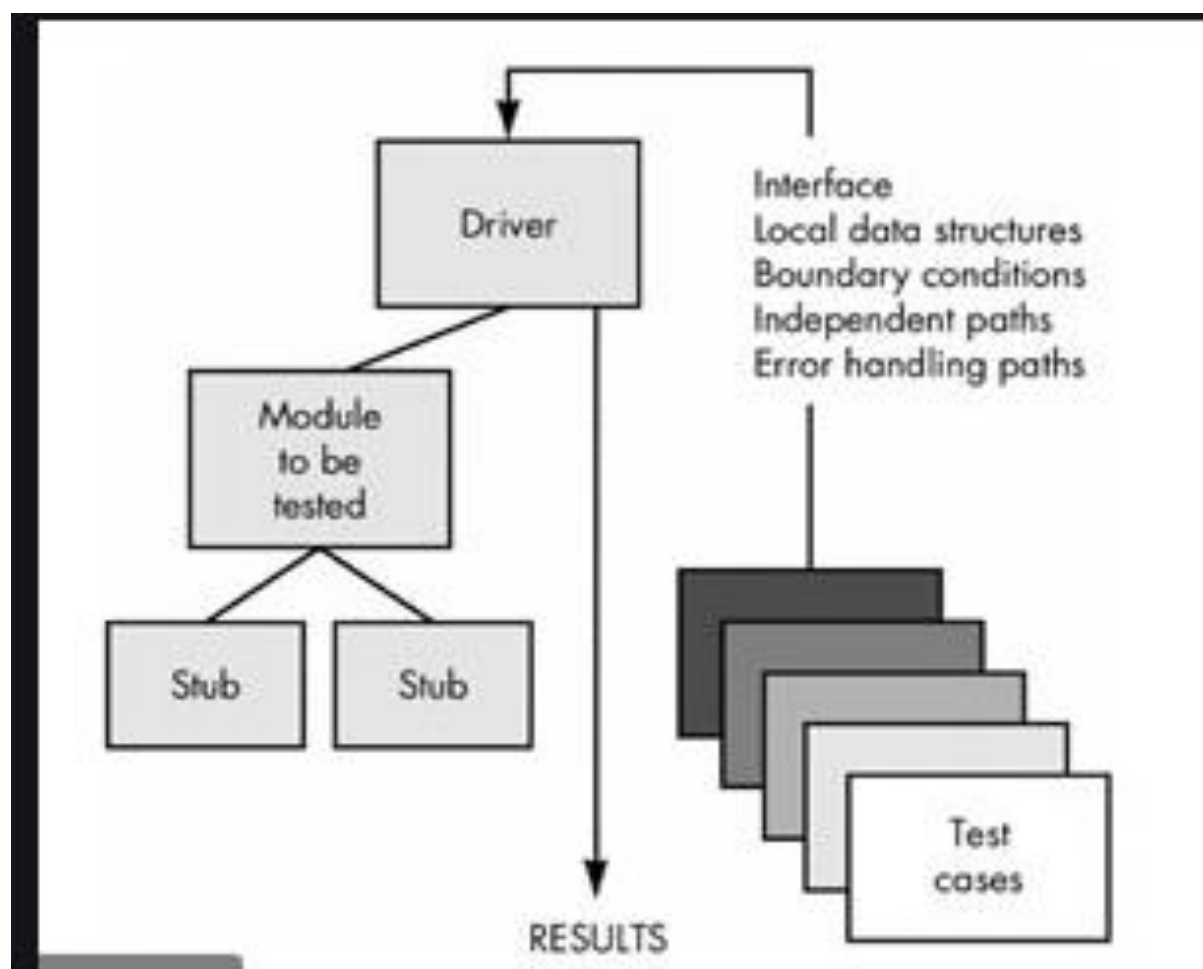 Driver
Interface
Local data structures
Boundary conditions
Independent paths
Error handling paths
Module
to be
tested
Stub
Stub
Test
cases
RESULTS